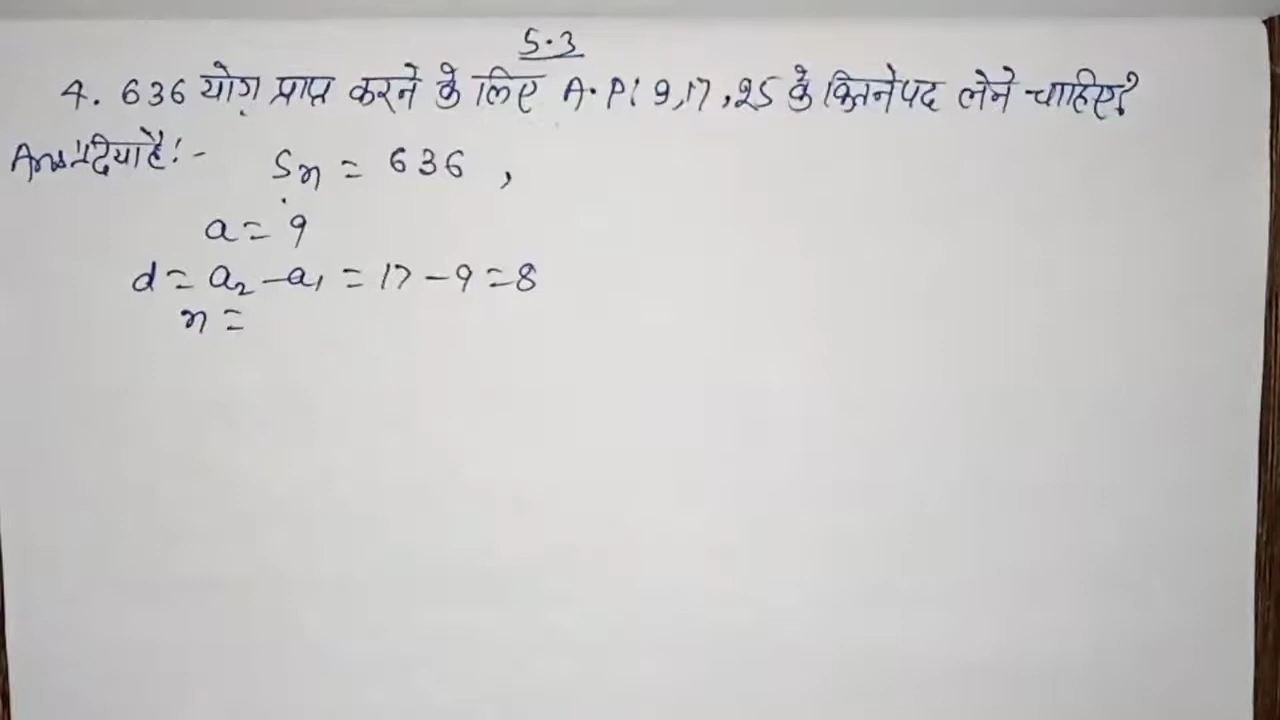 5.3
4. 636 योग प्राप्त करने के लिए A.P: 9,17,25 के कितने पद लेने चाहिए?
Ans:- दिया है:- Sn = 636 ,
a = 9
d = a₂ - a₁ = 17 - 9 = 8
n =